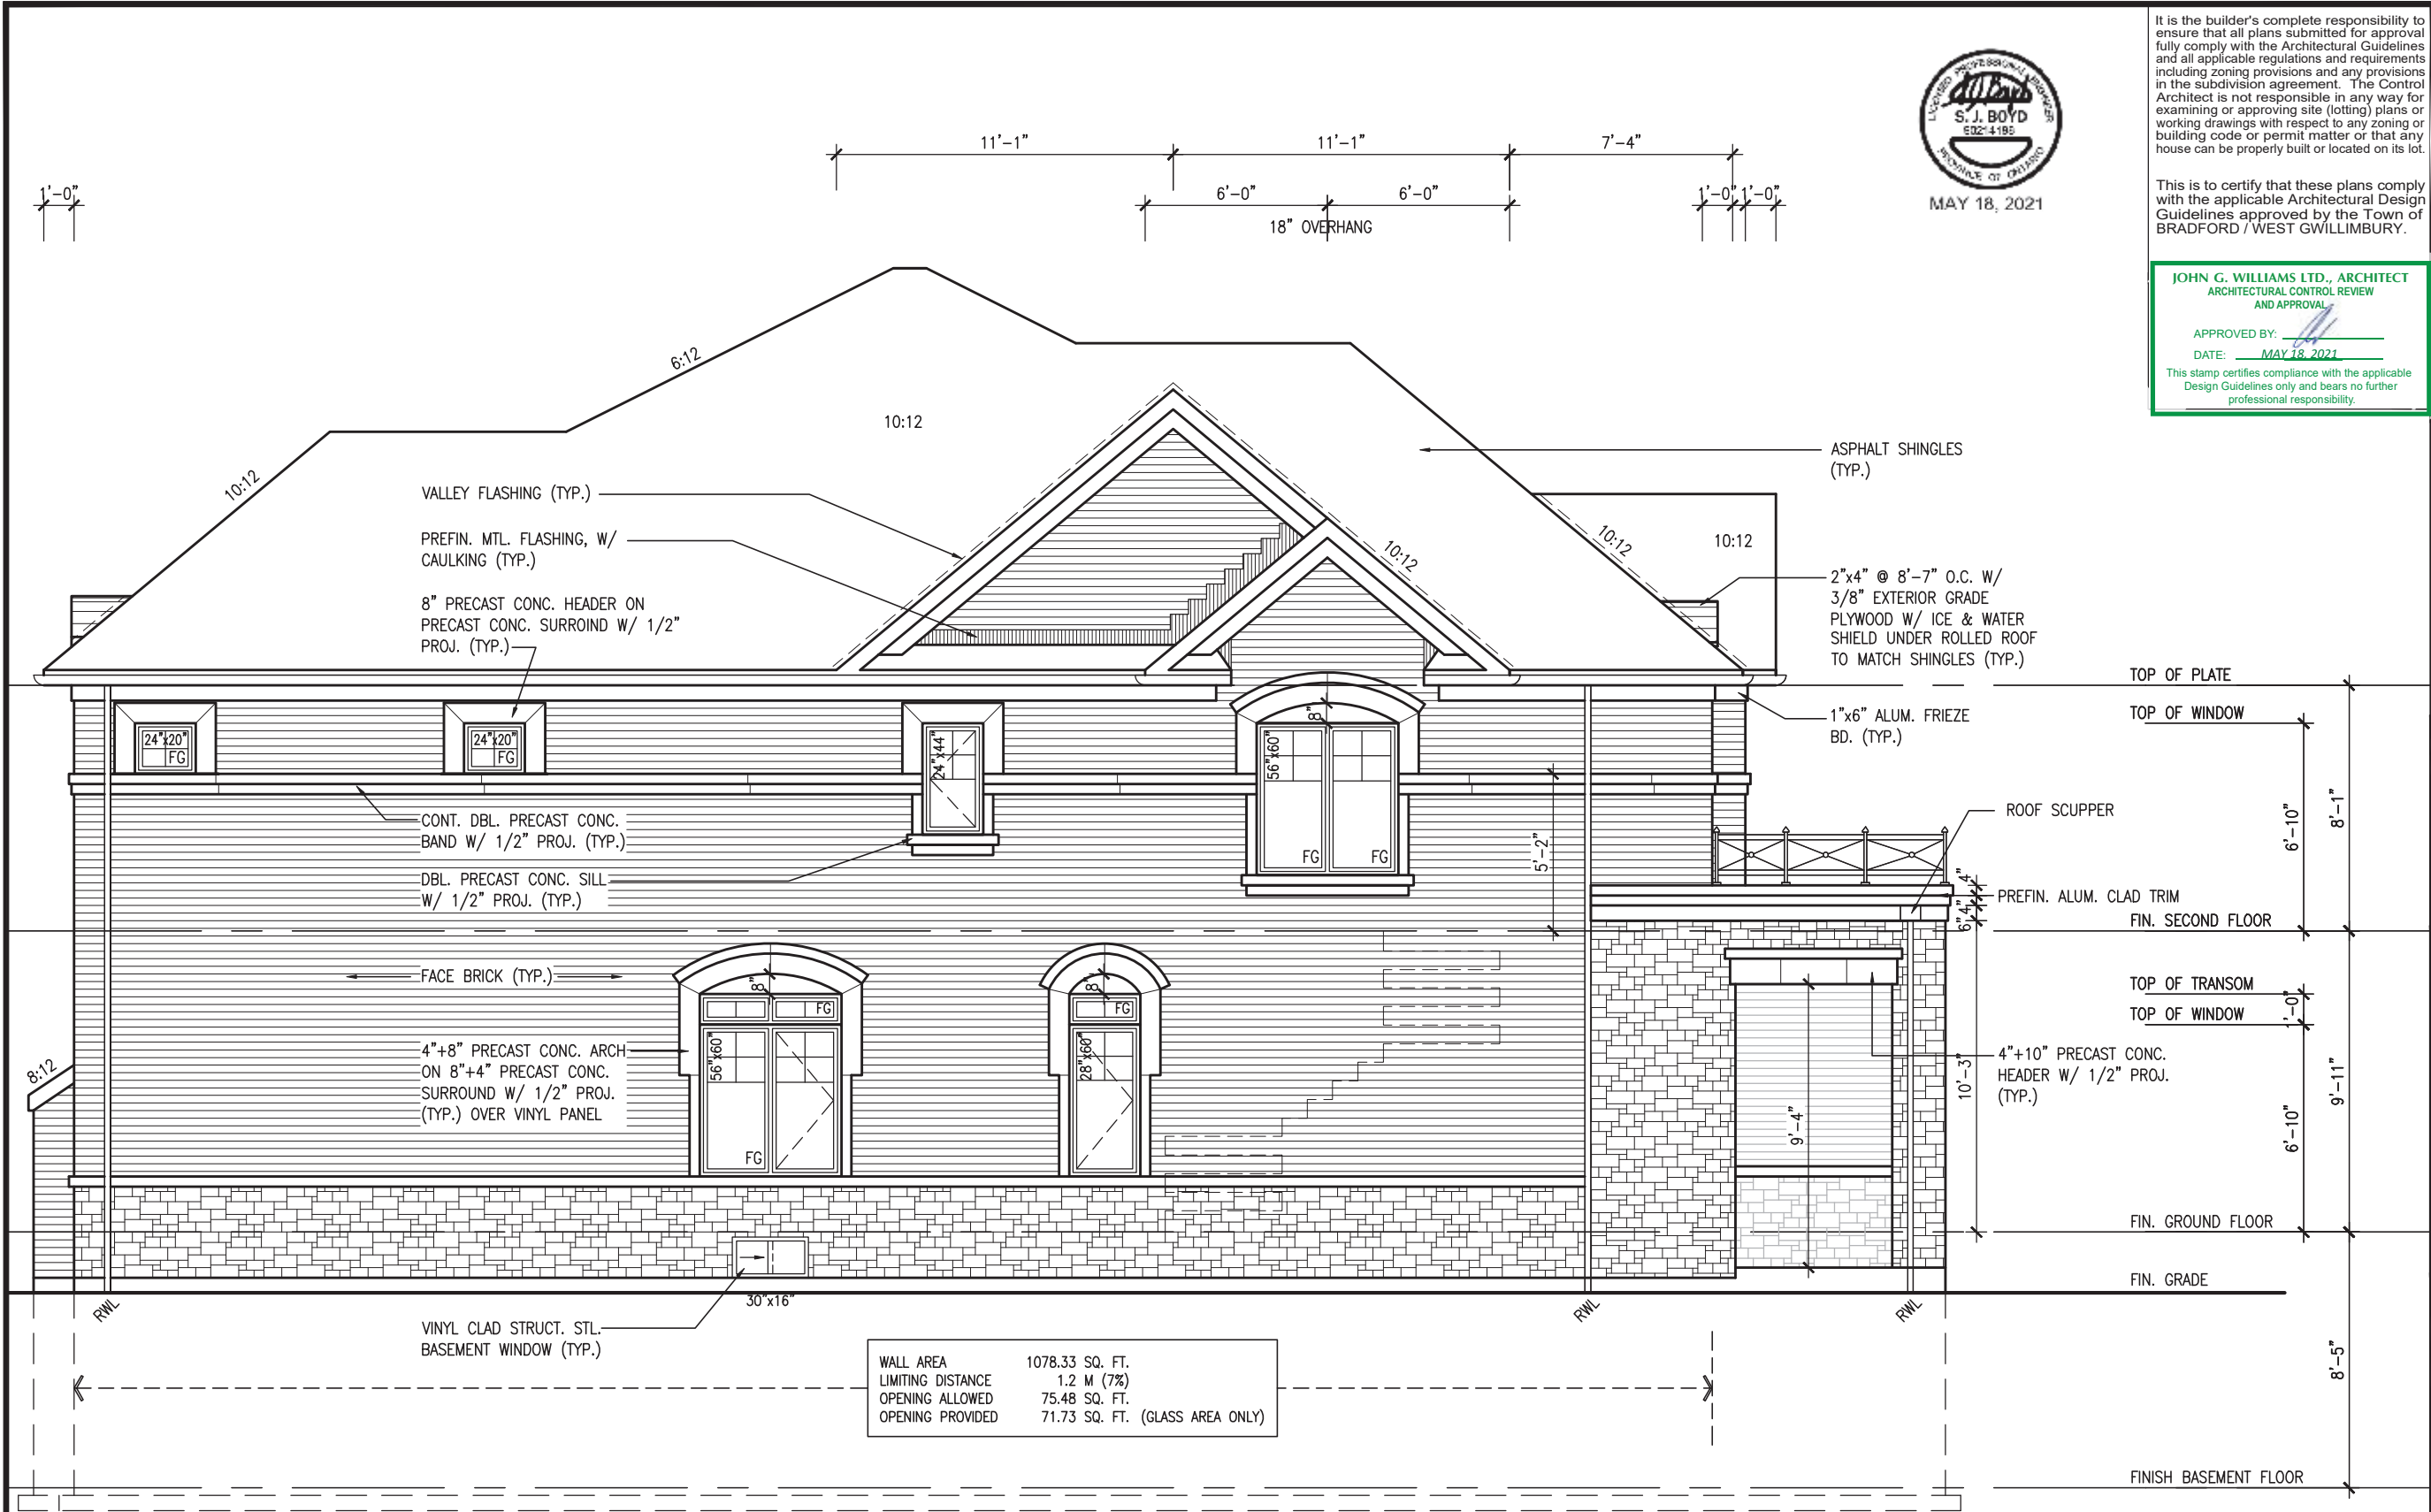 It is the builder's complete responsibility to
ensure that all plans submitted for approval
fully comply with the Architectural Guidelines
and all applicable regulations and requirements
including zoning provisions and any provisions
in the subdivision agreement. The Control
Architect is not responsible in any way for
examining or approving site (lotting) plans or
working drawings with respect to any zoning or
building code or permit matter or that any
house can be properly built or located on its lot.
This is to certify that these plans comply
with the applicable Architectural Design
Guidelines approved by the Town of
BRADFORD / WEST GWILLIMBURY.
JOHN G. WILLIAMS LTD., ARCHITECT
ARCHITECTURAL CONTROL REVIEW
AND APPROVAL
APPROVED BY:
DATE: MAY 18, 2021
This stamp certifies compliance with the applicable
Design Guidelines only and bears no further
professional responsibility.
S. J. BOYD
PROVINCE OF ONTARIO
MAY 18, 2021
11'-1"
11'-1"
7'-4"
1'-0"
6'-0"
6'-0"
1'-0"
1'-0"
18" OVERHANG
6:12
10:12
10:12
10:12
10:12
10:12
ASPHALT SHINGLES
(TYP.)
VALLEY FLASHING (TYP.)
PREFIN. MTL. FLASHING, W/
CAULKING (TYP.)
8" PRECAST CONC. HEADER ON
PRECAST CONC. SURROIND W/ 1/2"
PROJ. (TYP.)
2"x4" @ 8'-7" O.C. W/
3/8" EXTERIOR GRADE
PLYWOOD W/ ICE & WATER
SHIELD UNDER ROLLED ROOF
TO MATCH SHINGLES (TYP.)
TOP OF PLATE
TOP OF WINDOW
1"x6" ALUM. FRIEZE
BD. (TYP.)
24"x20"
FG
24"x20"
FG
24"x44"
8"
56"x60"
FG
FG
CONT. DBL. PRECAST CONC.
BAND W/ 1/2" PROJ. (TYP.)
DBL. PRECAST CONC. SILL
W/ 1/2" PROJ. (TYP.)
5'-2"
ROOF SCUPPER
6'-10"
8'-1"
4"
4"
6"
PREFIN. ALUM. CLAD TRIM
FIN. SECOND FLOOR
FACE BRICK (TYP.)
8"
FG
56"x60"
FG
8"
FG
28"x60"
TOP OF TRANSOM
TOP OF WINDOW
1'-0"
8:12
4"+8" PRECAST CONC. ARCH
ON 8"+4" PRECAST CONC.
SURROUND W/ 1/2" PROJ.
(TYP.) OVER VINYL PANEL
4"+10" PRECAST CONC.
HEADER W/ 1/2" PROJ.
(TYP.)
10'-3"
9'-4"
9'-11"
6'-10"
FIN. GROUND FLOOR
FIN. GRADE
30"x16"
RWL
RWL
RWL
VINYL CLAD STRUCT. STL.
BASEMENT WINDOW (TYP.)
WALL AREA 1078.33 SQ. FT.
LIMITING DISTANCE 1.2 M (7%)
OPENING ALLOWED 75.48 SQ. FT.
OPENING PROVIDED 71.73 SQ. FT. (GLASS AREA ONLY)
8'-5"
FINISH BASEMENT FLOOR